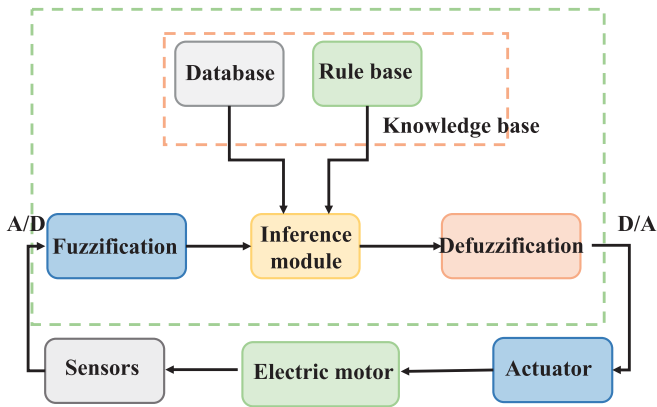 Database
Rule base
Knowledge base
A/D
Fuzzification
Inference
module
Defuzzification
D/A
Sensors
Electric motor
Actuator